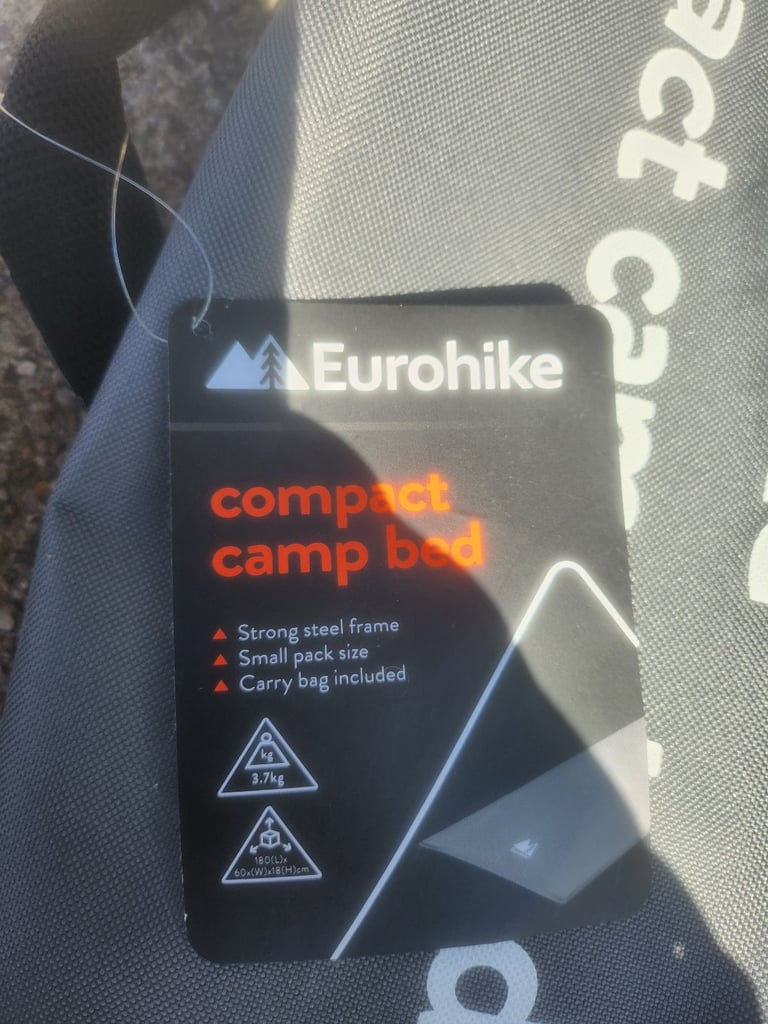 Eurohike
compact
camp bed
Strong steel frame
Small pack size
Carry bag included
kg
3.7kg
180(L)x
60x(W)x18(H)cm
act cam
p